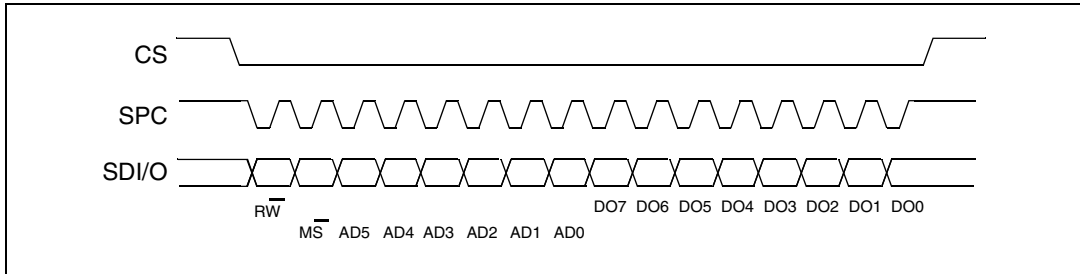 CS
SPC
SDI/O
RW̅ DO7 DO6 DO5 DO4 DO3 DO2 DO1 DO0
MS̅ AD5 AD4 AD3 AD2 AD1 AD0